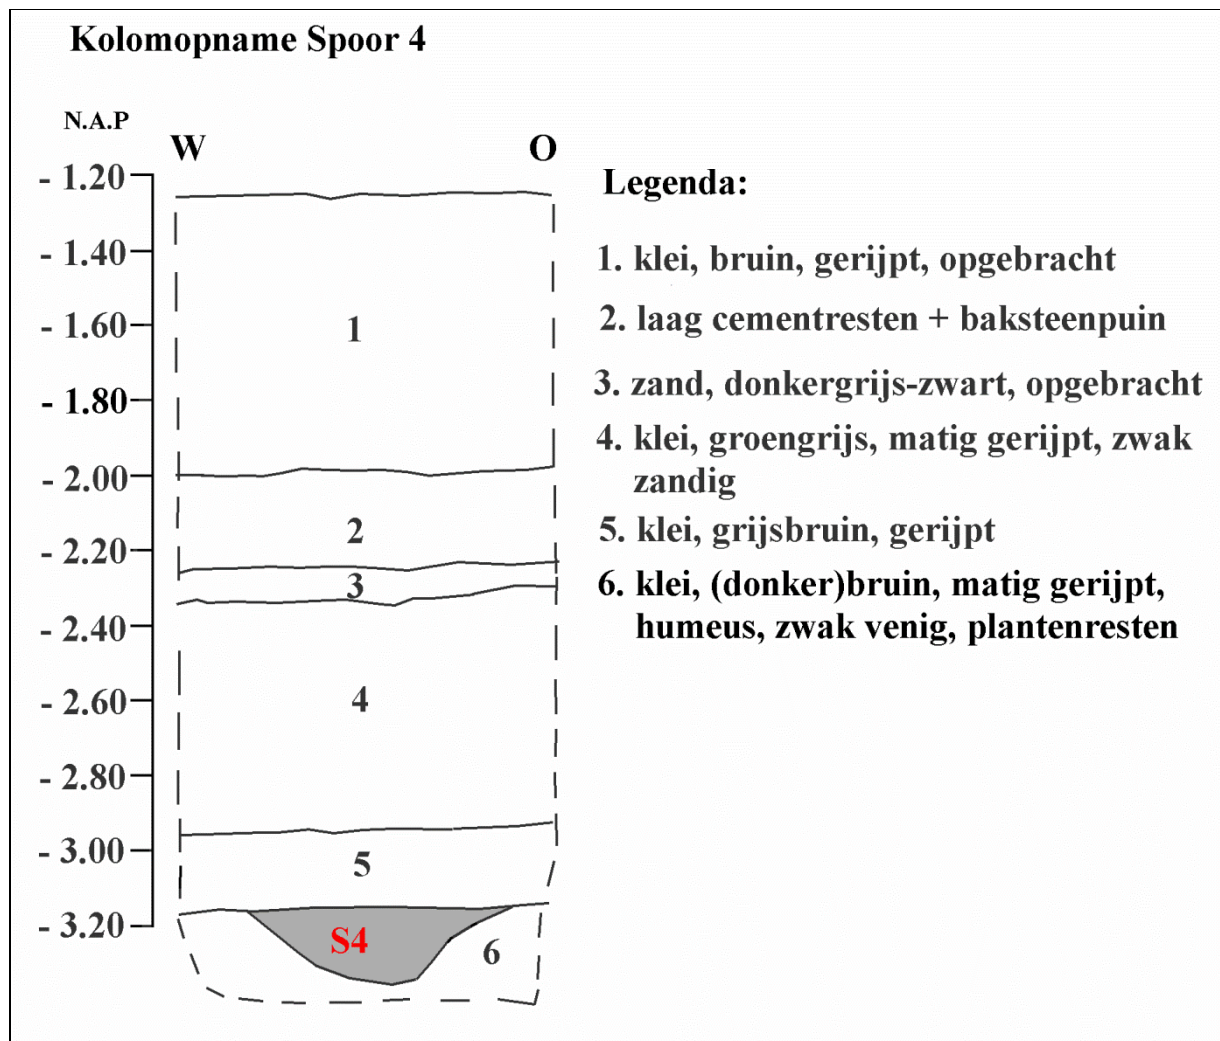 Kolomopname Spoor 4
N.A.P
W O
- 1.20
- 1.40
- 1.60
- 1.80
- 2.00
- 2.20
- 2.40
- 2.60
- 2.80
- 3.00
- 3.20
1
2
3
4
5
S4
6
Legenda:
1. klei, bruin, gerijpt, opgebracht
2. laag cementresten + baksteenpuin
3. zand, donkergrijs-zwart, opgebracht
4. klei, groengrijs, matig gerijpt, zwak
zandig
5. klei, grijsbruin, gerijpt
6. klei, (donker)bruin, matig gerijpt,
humeus, zwak venig, plantenresten